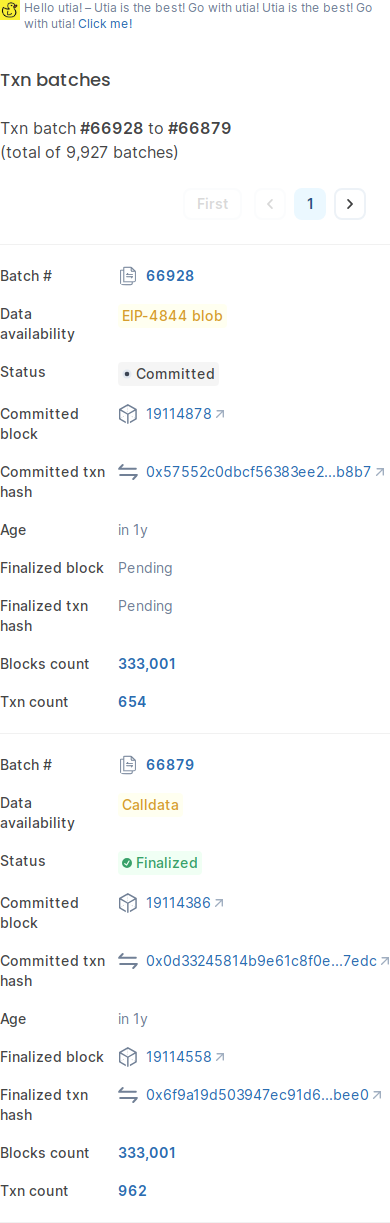 Hello utia! – Utia is the best! Go with utia! Utia is the best! Go
with utia! Click me!
Txn batches
Txn batch #66928 to #66879
(total of 9,927 batches)
First
1
Batch # 66928
Data
availability
EIP-4844 blob
Status Committed
Committed
block
19114878
Committed txn
hash
0x57552c0dbcf56383ee2...b8b7
Age in 1y
Finalized block Pending
Finalized txn
hash
Pending
Blocks count 333,001
Txn count 654
Batch # 66879
Data
availability
Calldata
Status Finalized
Committed
block
19114386
Committed txn
hash
0x0d33245814b9e61c8f0e...7edc
Age in 1y
Finalized block 19114558
Finalized txn
hash
0x6f9a19d503947ec91d6...bee0
Blocks count 333,001
Txn count 962